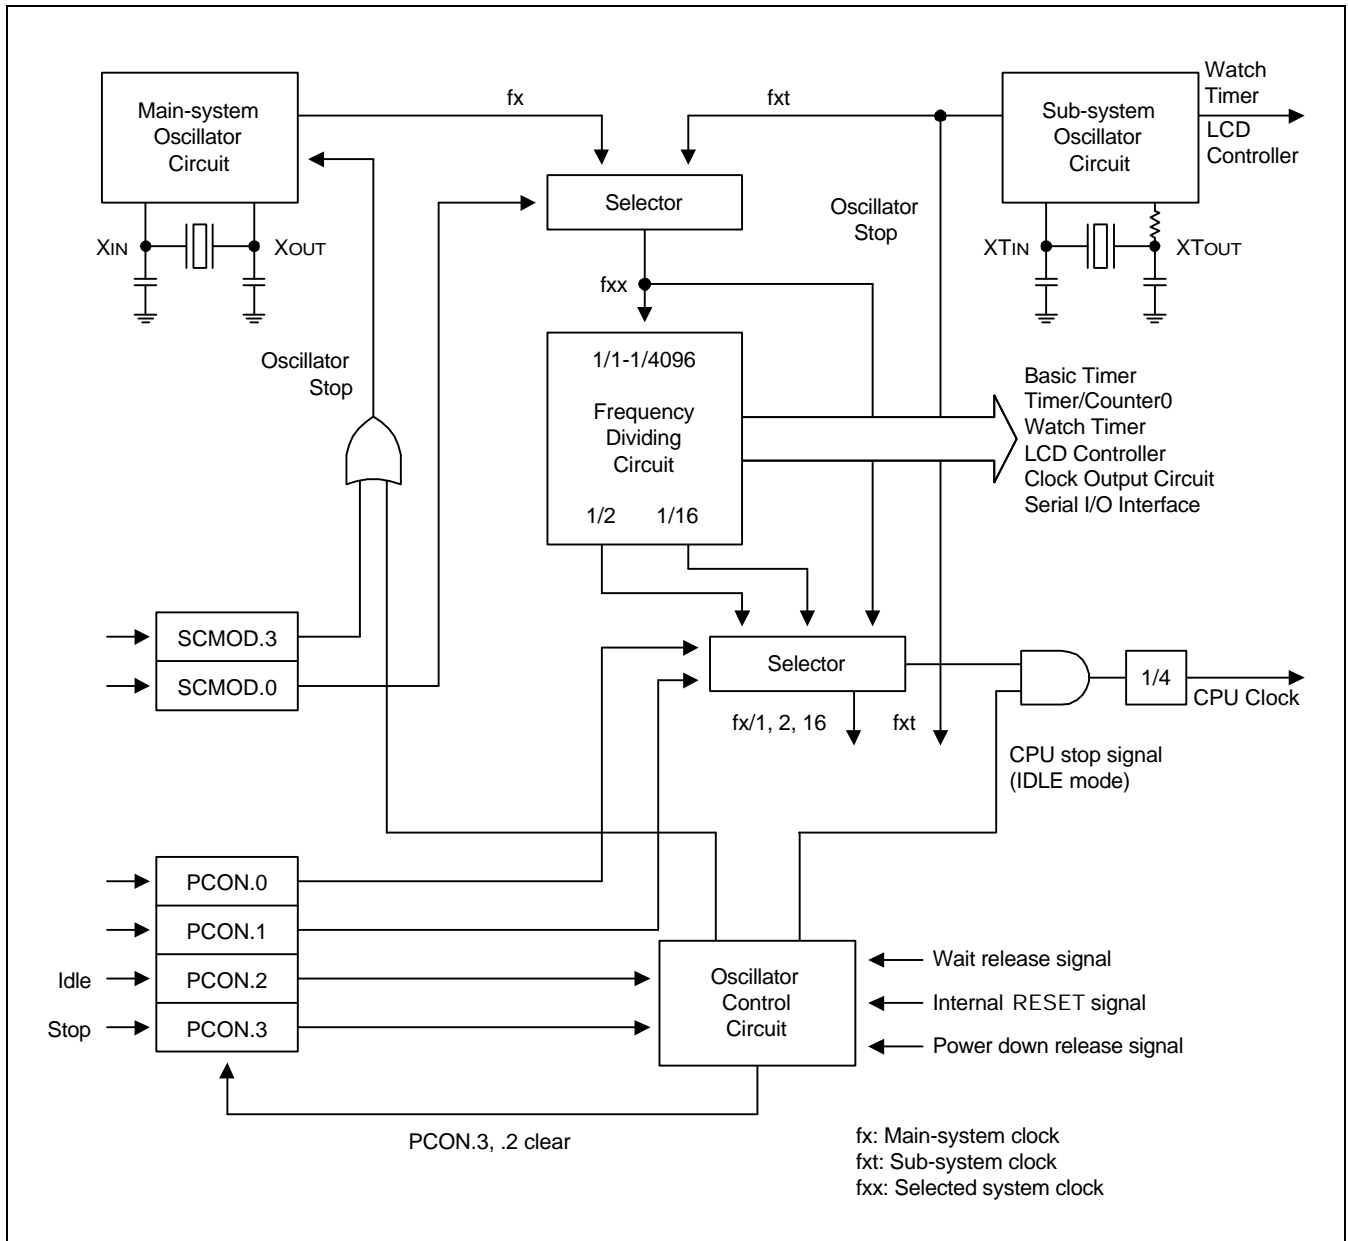 Main-system
Oscillator
Circuit
fx
fxt
Sub-system
Oscillator
Circuit
Watch
Timer
LCD
Controller
Selector
Oscillator
Stop
XIN
XOUT
XTIN
XTOUT
fxx
Oscillator
Stop
1/1-1/4096
Frequency
Dividing
Circuit
1/2 1/16
Basic Timer
Timer/Counter0
Watch Timer
LCD Controller
Clock Output Circuit
Serial I/O Interface
SCMOD.3
SCMOD.0
Selector
1/4
CPU Clock
fx/1, 2, 16
fxt
CPU stop signal
(IDLE mode)
PCON.0
PCON.1
Idle
PCON.2
Stop
PCON.3
Oscillator
Control
Circuit
Wait release signal
Internal RESET signal
Power down release signal
PCON.3, .2 clear
fx: Main-system clock
fxt: Sub-system clock
fxx: Selected system clock